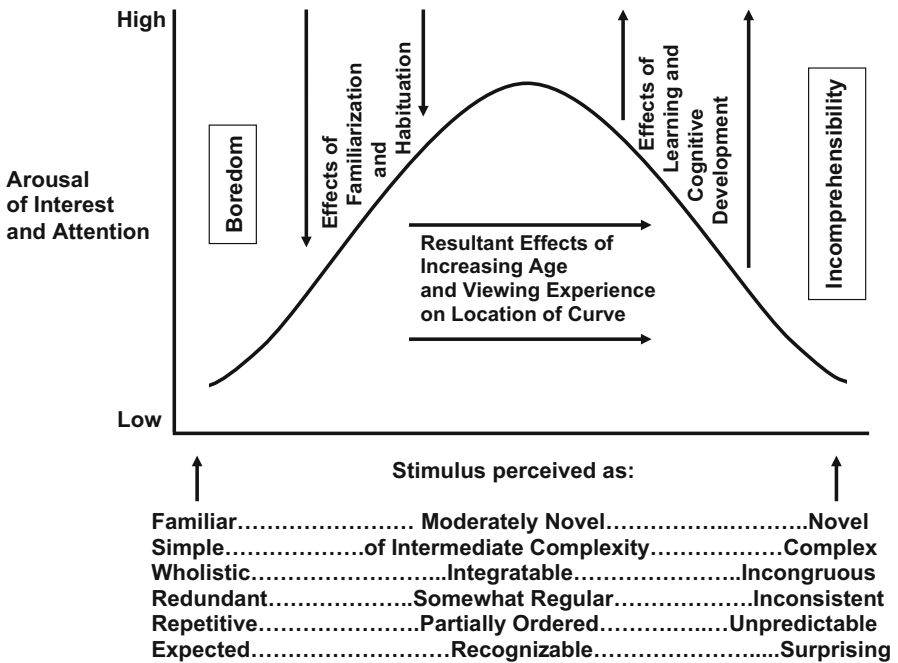 High
Arousal
of Interest
and Attention
Low
Boredom
Effects of
Familiarization
and
Habituation
Resultant Effects of
Increasing Age
and Viewing Experience
on Location of Curve
Effects of
Learning and
Cognitive
Development
Incomprehensibility
Stimulus perceived as:
Familiar…………………… Moderately Novel………………..………..Novel
Simple………………..of Intermediate Complexity………………Complex
Wholistic……………………...Integratable…………………...Incongruous
Redundant………………..Somewhat Regular………………..Inconsistent
Repetitive…………………..Partially Ordered……………..…Unpredictable
Expected………………………Recognizable…………………....Surprising